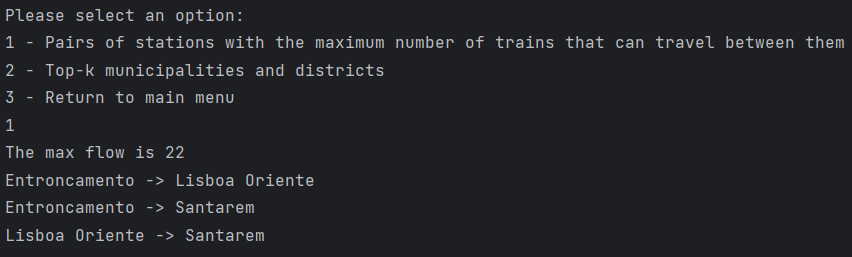 Please select an option:
1 - Pairs of stations with the maximum number of trains that can travel between them
2 - Top-k municipalities and districts
3 - Return to main menu
1
The max flow is 22
Entroncamento -> Lisboa Oriente
Entroncamento -> Santarem
Lisboa Oriente -> Santarem